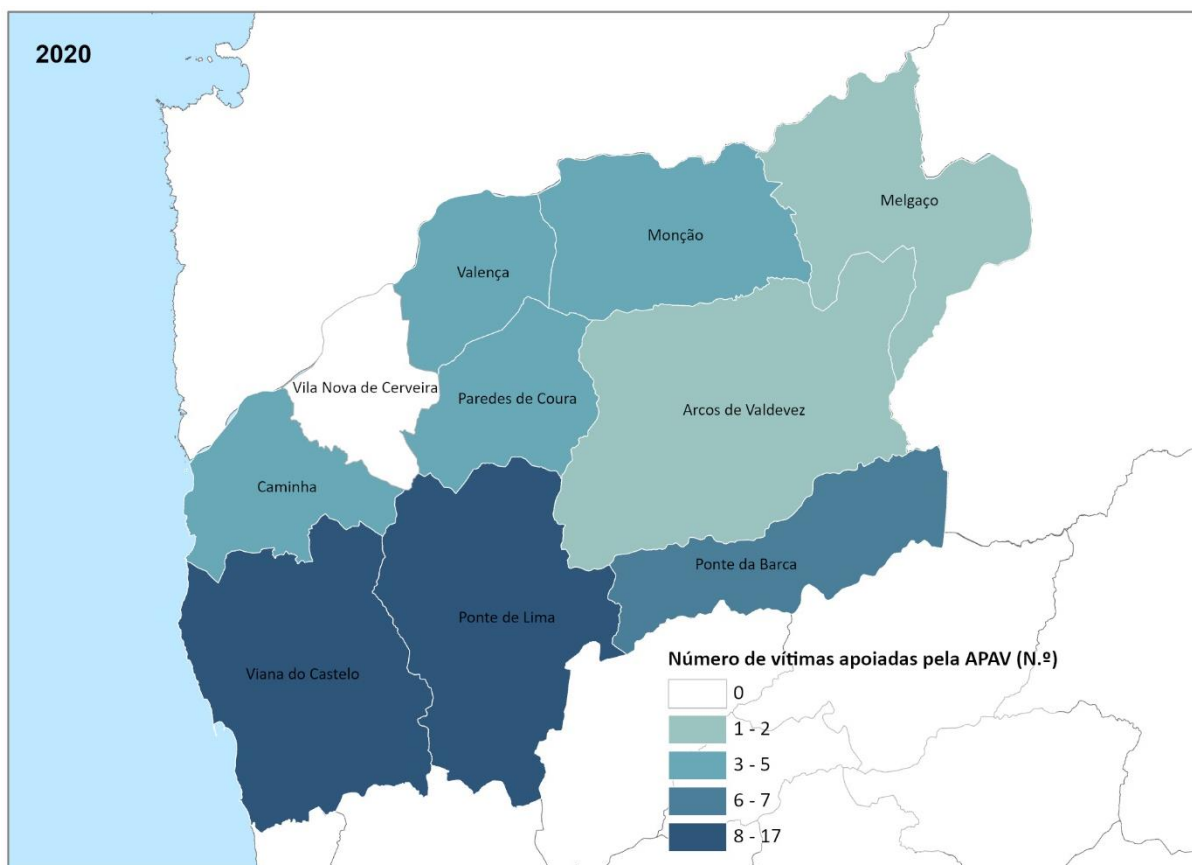 2020
Melgaço
Monção
Valença
Vila Nova de Cerveira
Paredes de Coura
Arcos de Valdevez
Caminha
Ponte da Barca
Ponte de Lima
Viana do Castelo
Número de vítimas apoiadas pela APAV (N.º)
0
1 - 2
3 - 5
6 - 7
8 - 17